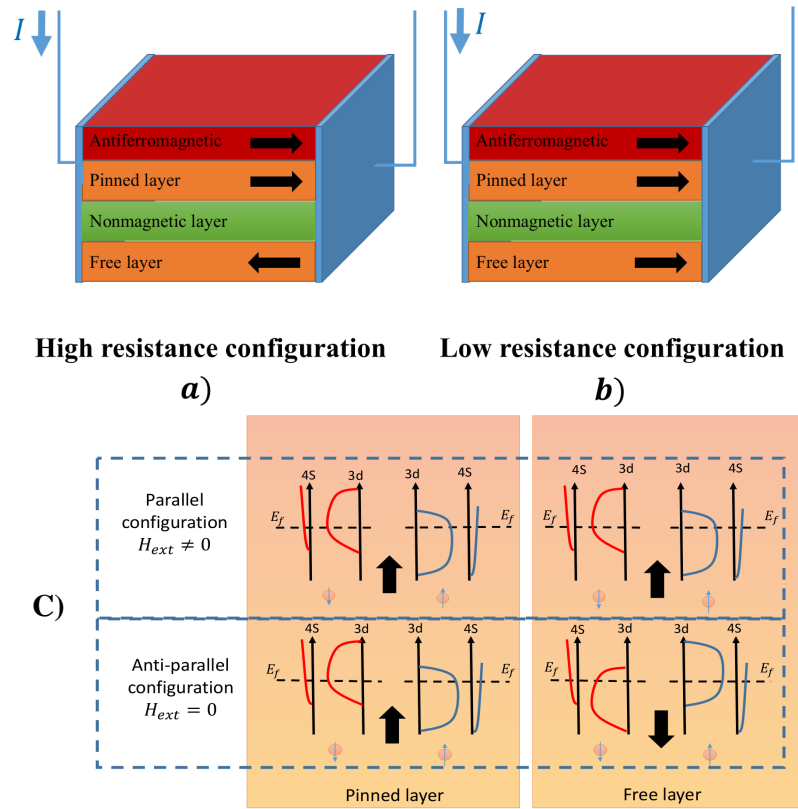 I
I
Antiferromagnetic
Pinned layer
Nonmagnetic layer
Free layer
Antiferromagnetic
Pinned layer
Nonmagnetic layer
Free layer
High resistance configuration
a)
Low resistance configuration
b)
C)
Parallel
configuration
H_ext ≠ 0
4S 3d 3d 4S
E_f E_f
4S 3d 3d 4S
E_f E_f
Anti-parallel
configuration
H_ext = 0
4S 3d 3d 4S
E_f E_f
4S 3d 3d 4S
E_f E_f
Pinned layer
Free layer